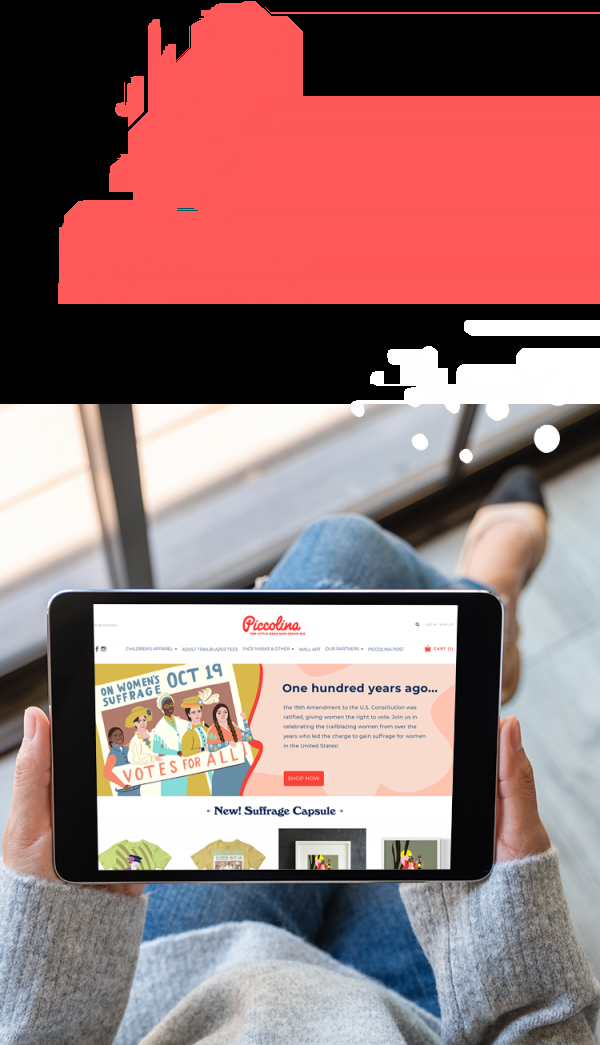 Piccolina
FOR LITTLE ONES WHO DREAM BIG
LOG IN SIGN UP
CHILDREN'S APPAREL ADULT TRAILBLAZER TEES FACE MASKS & OTHER WALL ART OUR PARTNERS PICCOLINA POST CART
ON WOMEN'S
SUFFRAGE
OCT 19
VOTES FOR ALL!
One hundred years ago...
the 19th Amendment to the U.S. Constitution was
ratified, giving women the right to vote. Join us in
celebrating the trailblazing women from over the
years who led the charge to gain suffrage for women
in the United States!
SHOP NOW
New! Suffrage Capsule